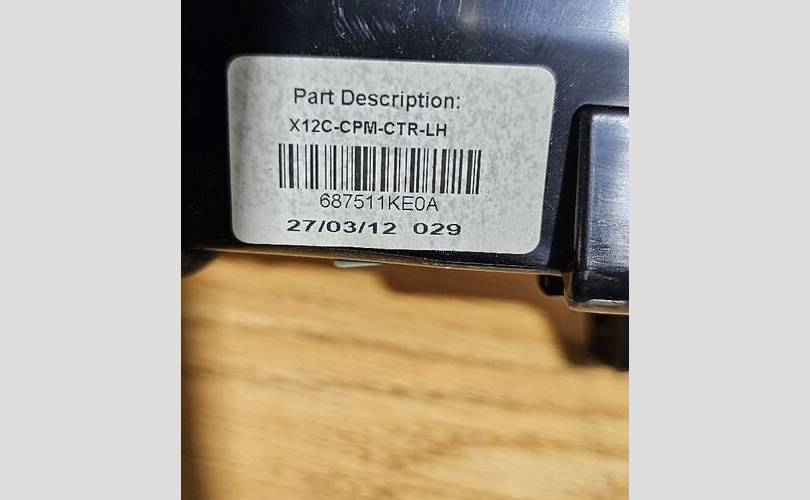 Part Description:
X12C-CPM-CTR-LH
687511KE0A
27/03/12 029